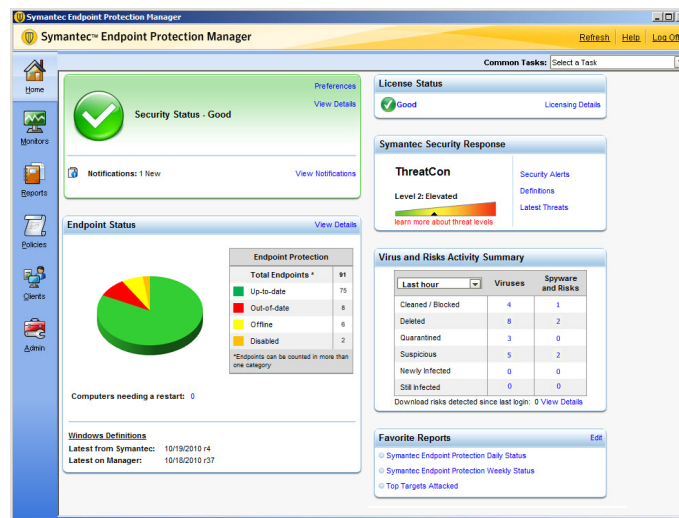 Symantec Endpoint Protection Manager
Symantec™ Endpoint Protection Manager
Refresh Help Log Off
Common Tasks: Select a Task
Home
Monitors
Reports
Policies
Clients
Admin
Preferences
Security Status - Good
View Details
Notifications: 1 New
View Notifications
Endpoint Status
View Details
Endpoint Protection
Total Endpoints * 91
Up-to-date 75
Out-of-date 8
Offline 6
Disabled 2
*Endpoints can be counted in more than
one category
Computers needing a restart: 0
Windows Definitions
Latest from Symantec: 10/19/2010 r4
Latest on Manager: 10/18/2010 r37
License Status
Good
Licensing Details
Symantec Security Response
ThreatCon
Level 2: Elevated
learn more about threat levels
Security Alerts
Definitions
Latest Threats
Virus and Risks Activity Summary
Last hour Viruses Spyware
and Risks
Cleaned / Blocked 4 1
Deleted 8 2
Quarantined 3 0
Suspicious 5 2
Newly Infected 0 0
Still Infected 0 0
Download risks detected since last login: 0 View Details
Favorite Reports
Edit
Symantec Endpoint Protection Daily Status
Symantec Endpoint Protection Weekly Status
Top Targets Attacked